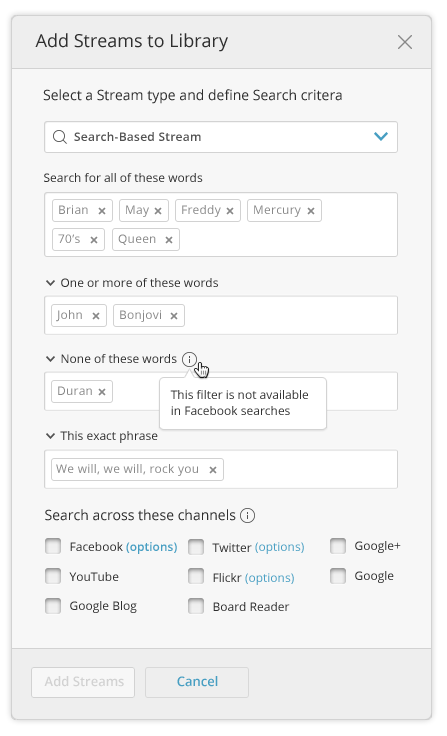 Add Streams to Library
Select a Stream type and define Search critera
Search-Based Stream
Search for all of these words
Brian × May × Freddy × Mercury ×
70's × Queen ×
One or more of these words
John × Bonjovi ×
None of these words i
Duran ×
This filter is not available
in Facebook searches
This exact phrase
We will, we will, rock you ×
Search across these channels i
Facebook (options) Twitter (options) Google+
YouTube Flickr (options) Google
Google Blog Board Reader
Add Streams Cancel